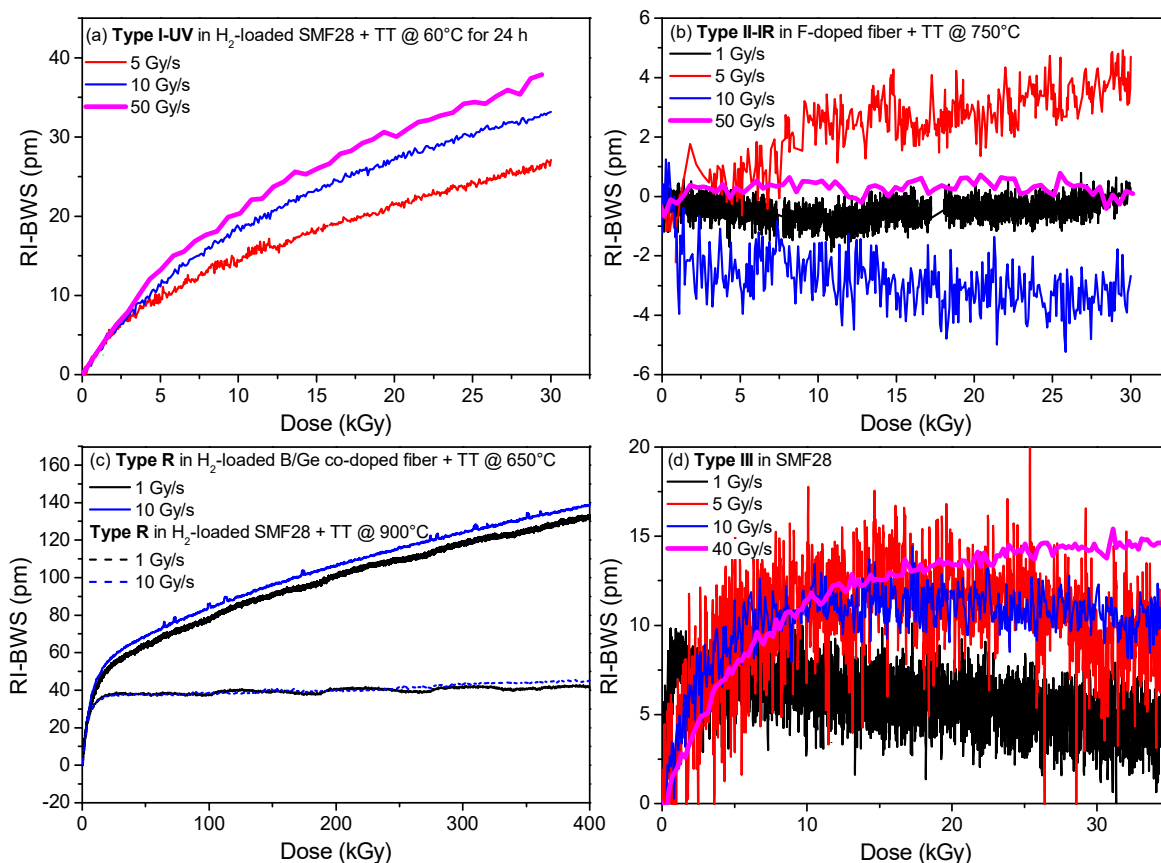 (a) Type I-UV in H₂-loaded SMF28 + TT @ 60°C for 24 h
5 Gy/s
10 Gy/s
50 Gy/s
RI-BWS (pm)
40
30
20
10
0
0 5 10 15 20 25 30
Dose (kGy)
(b) Type II-IR in F-doped fiber + TT @ 750°C
1 Gy/s
5 Gy/s
10 Gy/s
50 Gy/s
RI-BWS (pm)
6
4
2
0
-2
-4
-6
0 5 10 15 20 25 30
Dose (kGy)
(c) Type R in H₂-loaded B/Ge co-doped fiber + TT @ 650°C
1 Gy/s
10 Gy/s
Type R in H₂-loaded SMF28 + TT @ 900°C
1 Gy/s
10 Gy/s
RI-BWS (pm)
160
140
120
100
80
60
40
20
0
-20
0 100 200 300 400
Dose (kGy)
(d) Type III in SMF28
1 Gy/s
5 Gy/s
10 Gy/s
40 Gy/s
RI-BWS (pm)
20
15
10
5
0
0 10 20 30
Dose (kGy)